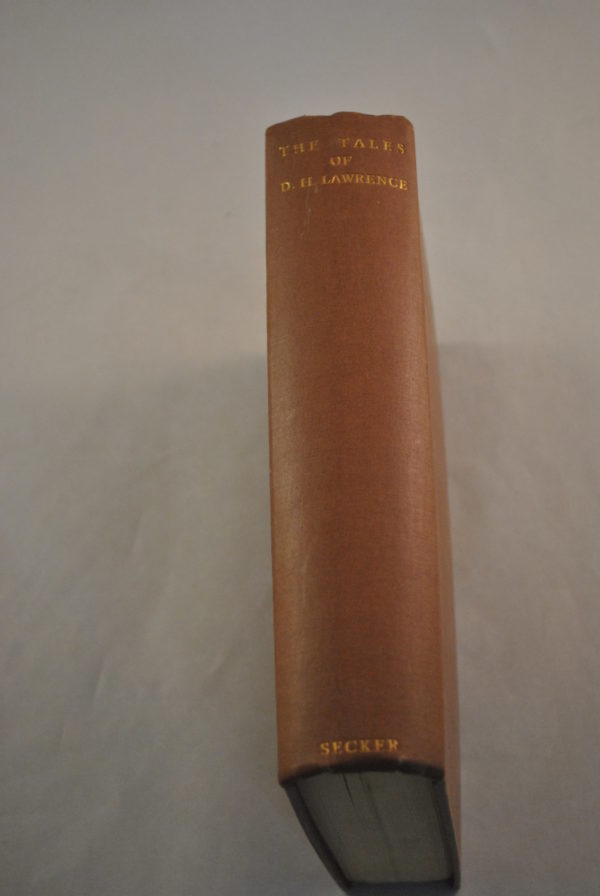 THE TALES
OF
D. H. LAWRENCE
SECKER